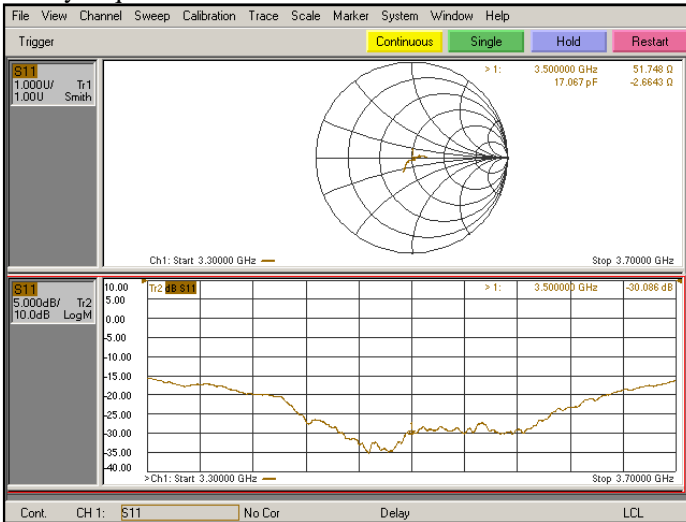 File View Channel Sweep Calibration Trace Scale Marker System Window Help
Trigger Continuous Single Hold Restart
S11
1.000U/ Tr1
1.00U Smith
> 1: 3.500000 GHz 51.748 Ω
17.067 pF -2.6643 Ω
Ch1: Start 3.30000 GHz Stop 3.70000 GHz
S11
5.000dB/ Tr2
10.0dB LogM
Tr2 dB S11 > 1: 3.500000 GHz -30.086 dB
10.00
5.00
0.00
-5.00
-10.00
-15.00
-20.00
-25.00
-30.00
-35.00
-40.00
>Ch1: Start 3.30000 GHz Stop 3.70000 GHz
Cont. CH 1: S11 No Cor Delay LCL